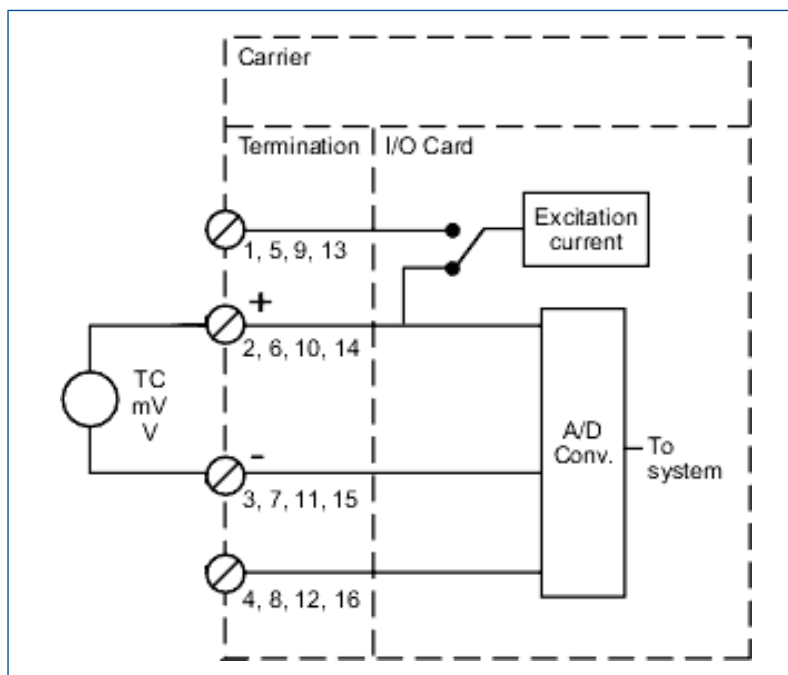 Carrier
Termination
I/O Card
Excitation
current
1, 5, 9, 13
+
2, 6, 10, 14
TC
mV
V
A/D
Conv.
To
system
-
3, 7, 11, 15
4, 8, 12, 16